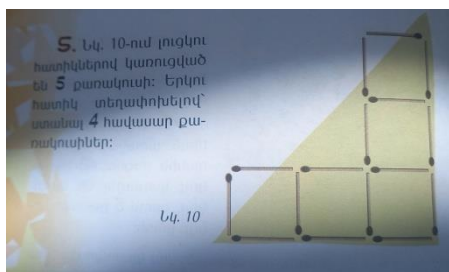 5. Նկ. 10-ում լուցկու
հատիկներով կառուցված
են 5 քառակուսի: Երկու
հատիկ տեղափոխելով՝
ստանալ 4 հավասար քա-
ռակուսիներ:
Նկ. 10